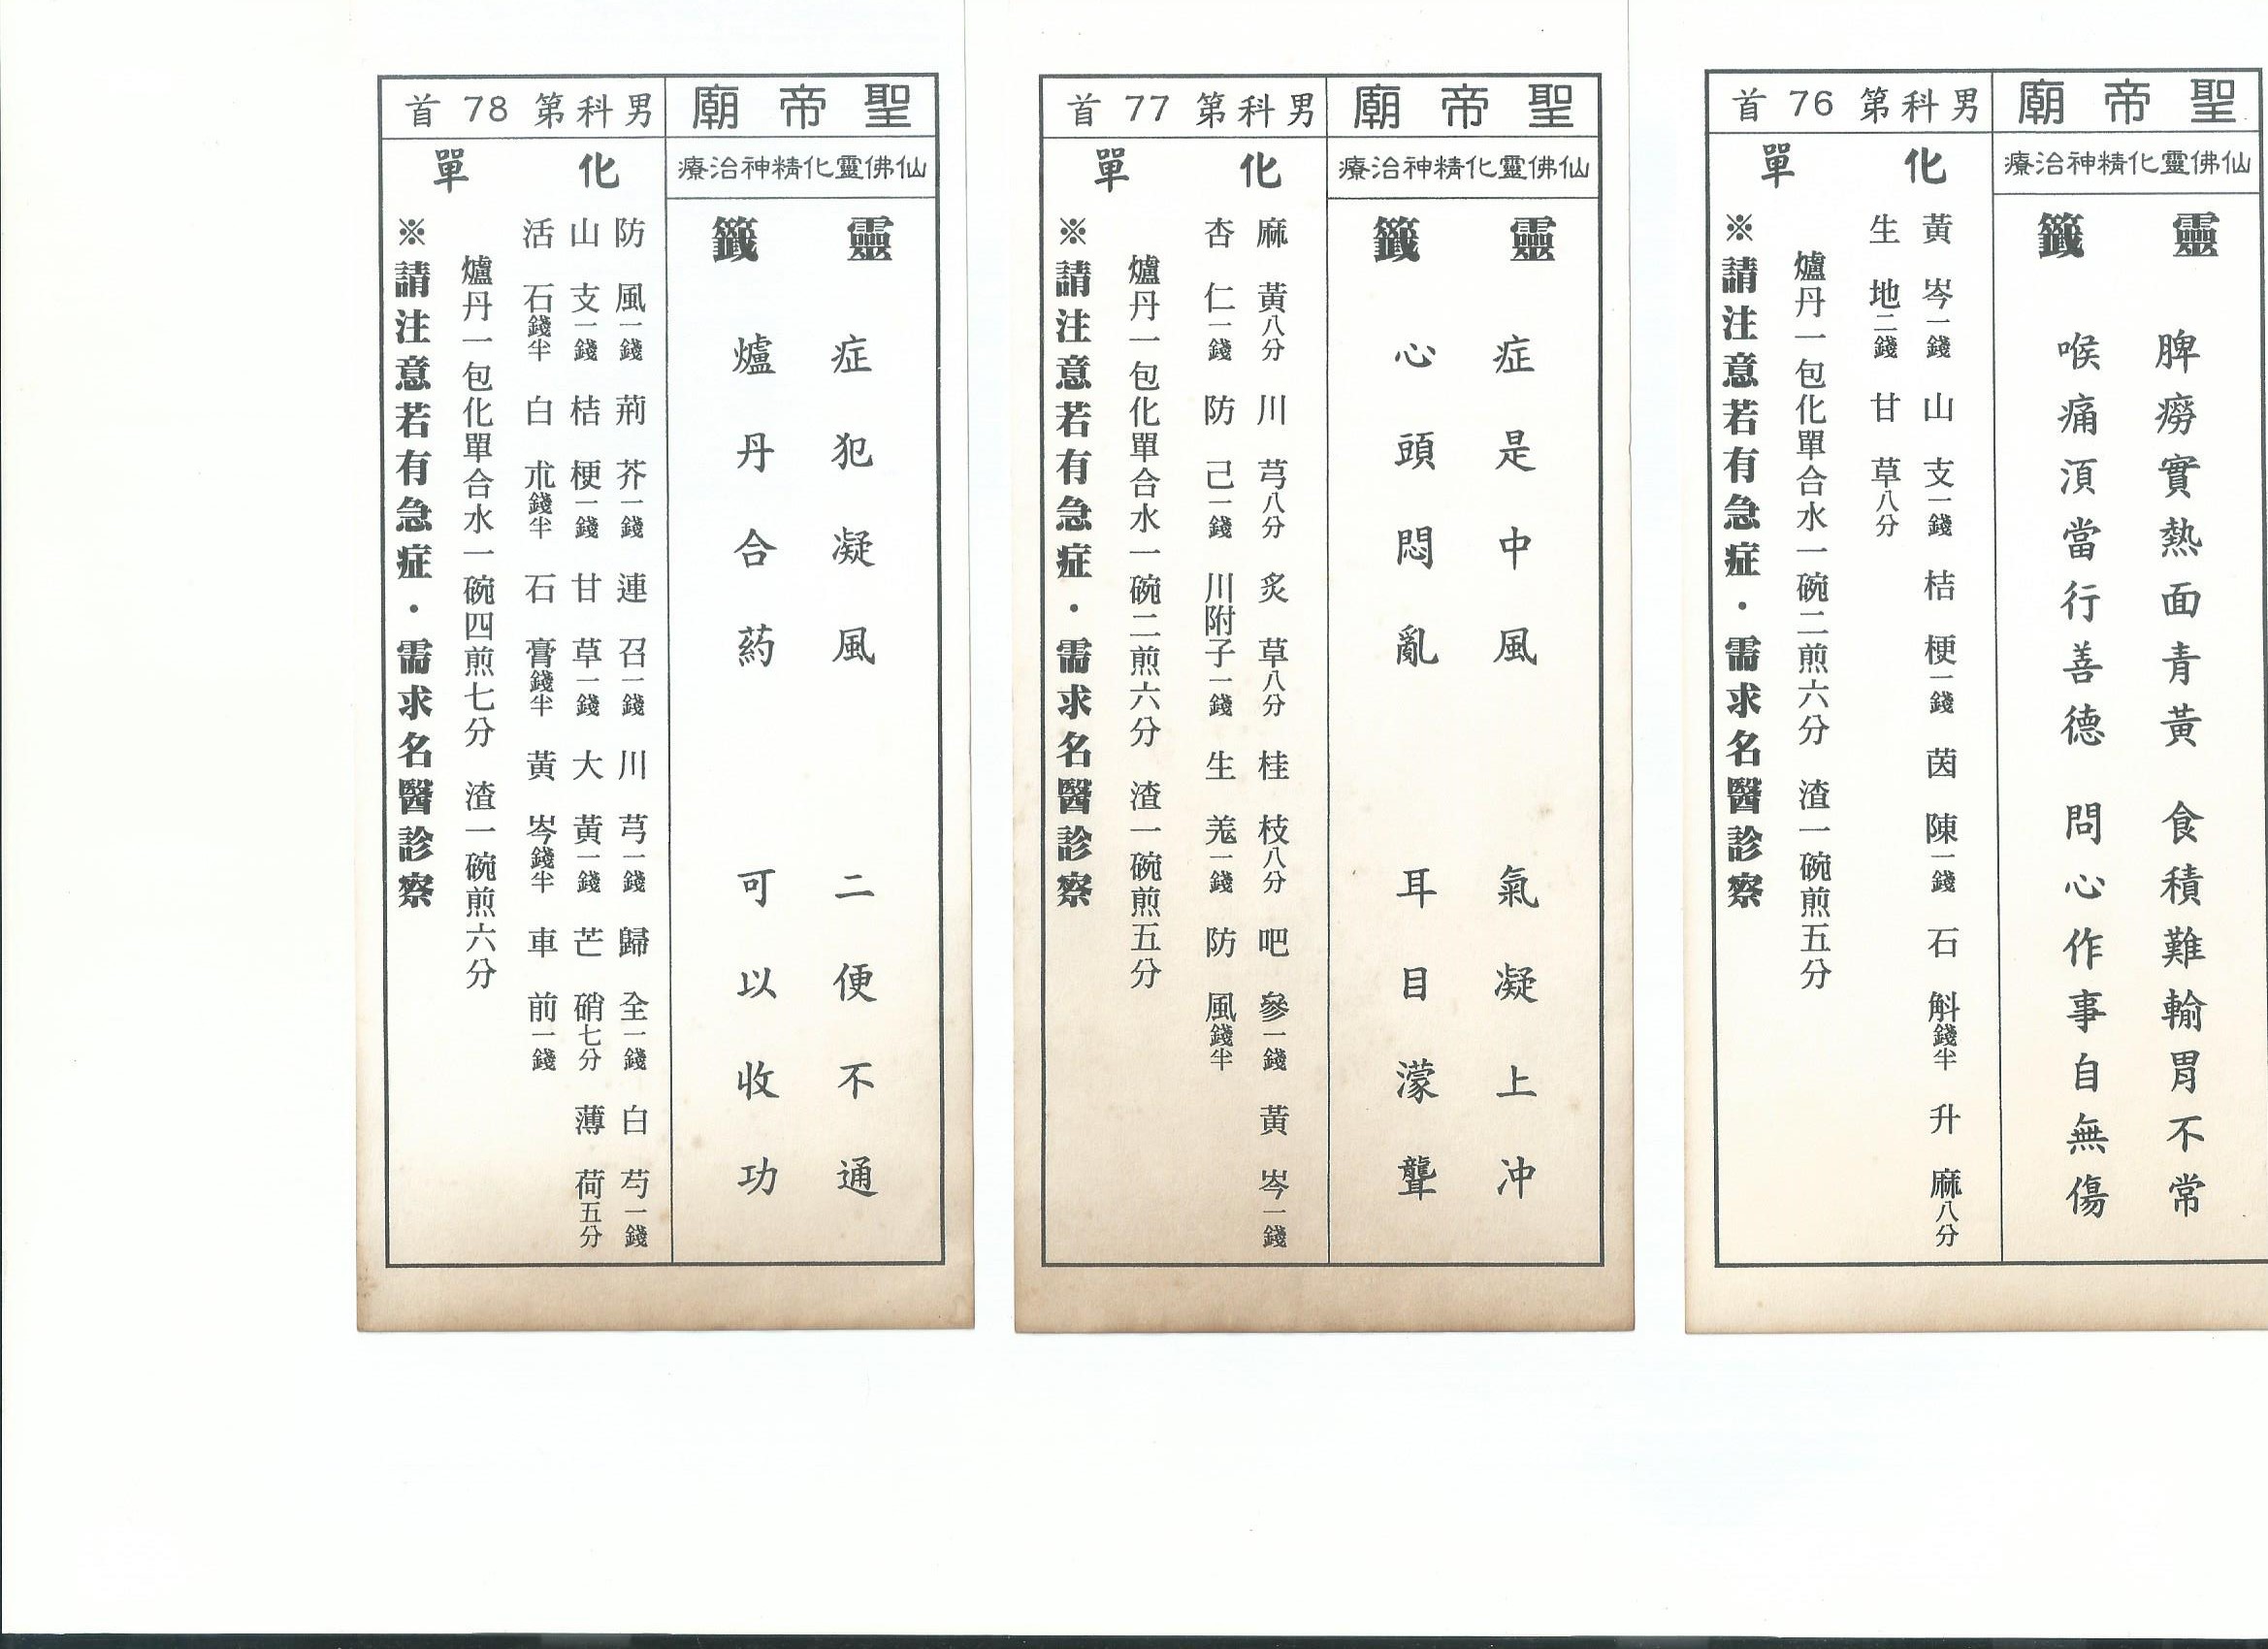 聖帝廟
男科第76首
仙佛靈化精神治療
靈籤
脾癆實熱面青黃 食積難輸胃不常
喉痛湏當行善德 問心作事自無傷
化單
黃岑一錢 山支一錢 桔梗一錢 茵陳一錢 石斛錢半 升麻八分
生地二錢 甘草八分
爐丹一包化單合水一碗二煎六分 渣一碗煎五分
※請注意若有急症．需求名醫診察
聖帝廟
男科第77首
仙佛靈化精神治療
靈籤
症是中風 氣凝上冲
心頭悶亂 耳目濛聾
化單
麻黃八分 川芎八分 炙草八分 桂枝八分 吧參一錢 黃岑一錢
杏仁一錢 防己一錢 川附子一錢 生羗一錢 防風錢半
爐丹一包化單合水一碗二煎六分 渣一碗煎五分
※請注意若有急症．需求名醫診察
聖帝廟
男科第78首
仙佛靈化精神治療
靈籤
症犯凝風 二便不通
爐丹合葯 可以收功
化單
防風一錢 荊芥一錢 連召一錢 川芎一錢 歸全一錢 白芍一錢
山支一錢 桔梗一錢 甘草一錢 大黃一錢 芒硝七分 薄荷五分
活石錢半 白朮錢半 石膏錢半 黃岑錢半 車前一錢
爐丹一包化單合水一碗四煎七分 渣一碗煎六分
※請注意若有急症．需求名醫診察